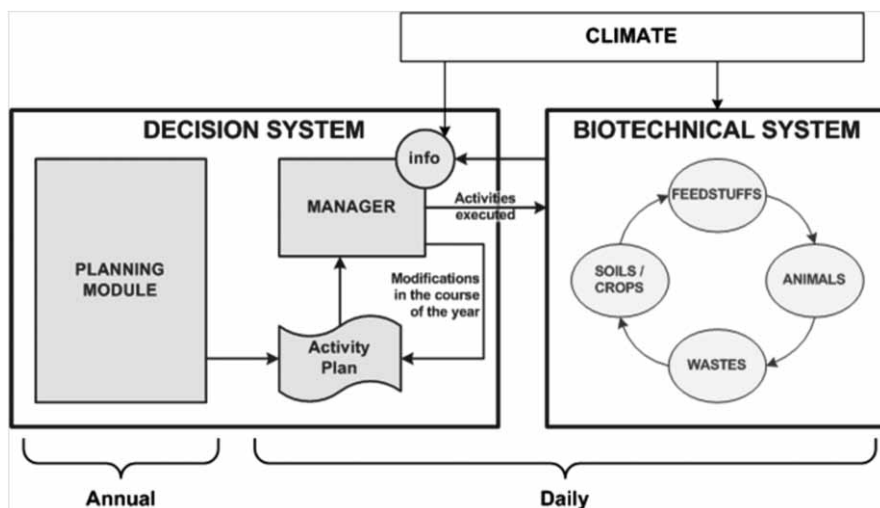 CLIMATE
DECISION SYSTEM
BIOTECHNICAL SYSTEM
info
MANAGER
Activities
executed
PLANNING
MODULE
Modifications
in the course
of the year
Activity
Plan
FEEDSTUFFS
SOILS /
CROPS
ANIMALS
WASTES
Annual
Daily